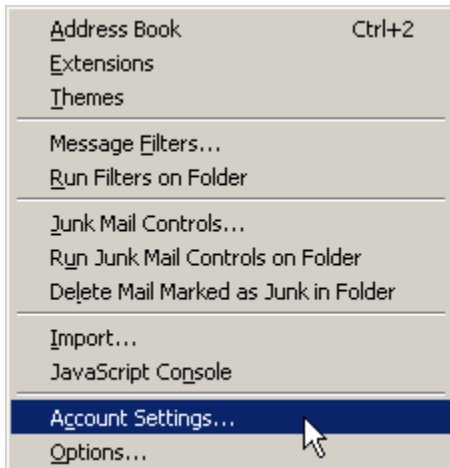 Address Book Ctrl+2
Extensions
Themes
Message Filters...
Run Filters on Folder
Junk Mail Controls...
Run Junk Mail Controls on Folder
Delete Mail Marked as Junk in Folder
Import...
JavaScript Console
Account Settings...
Options...